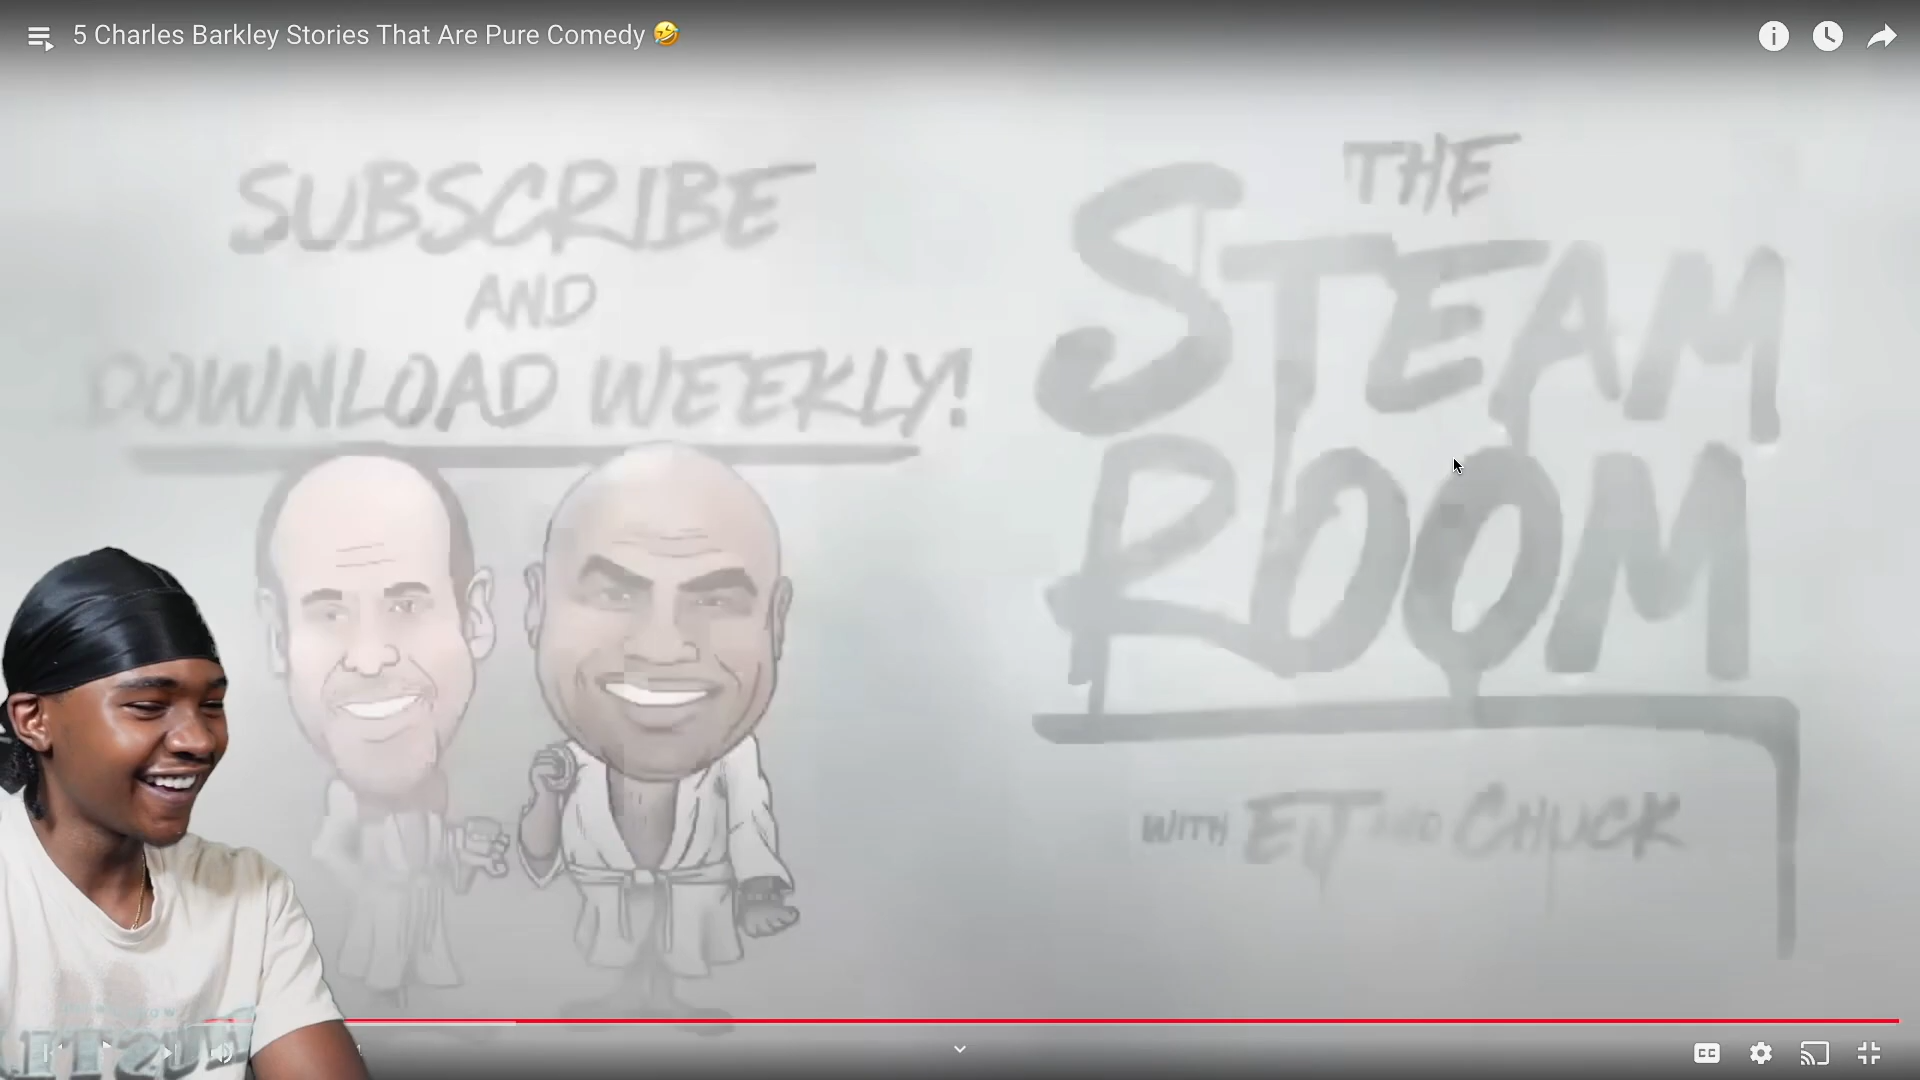 5 Charles Barkley Stories That Are Pure Comedy 🤣
SUBSCRIBE
AND
DOWNLOAD WEEKLY!
THE
STEAM
ROOM
WITH EJ AND CHUCK
CC